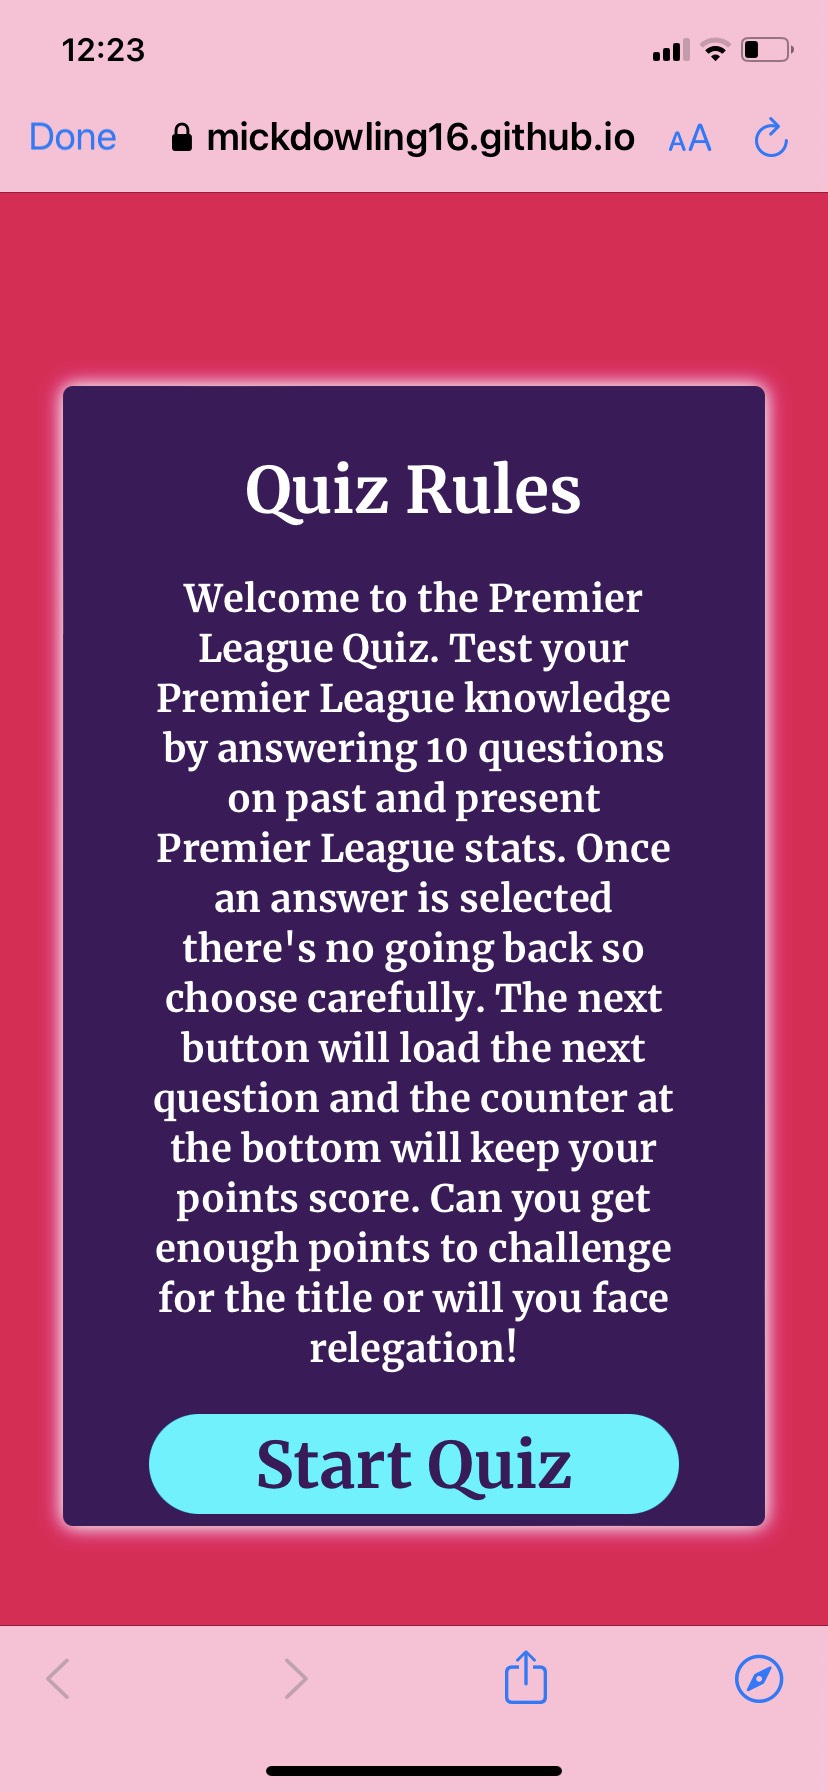 12:23
Done mickdowling16.github.io AA
Quiz Rules
Welcome to the Premier
League Quiz. Test your
Premier League knowledge
by answering 10 questions
on past and present
Premier League stats. Once
an answer is selected
there's no going back so
choose carefully. The next
button will load the next
question and the counter at
the bottom will keep your
points score. Can you get
enough points to challenge
for the title or will you face
relegation!
Start Quiz